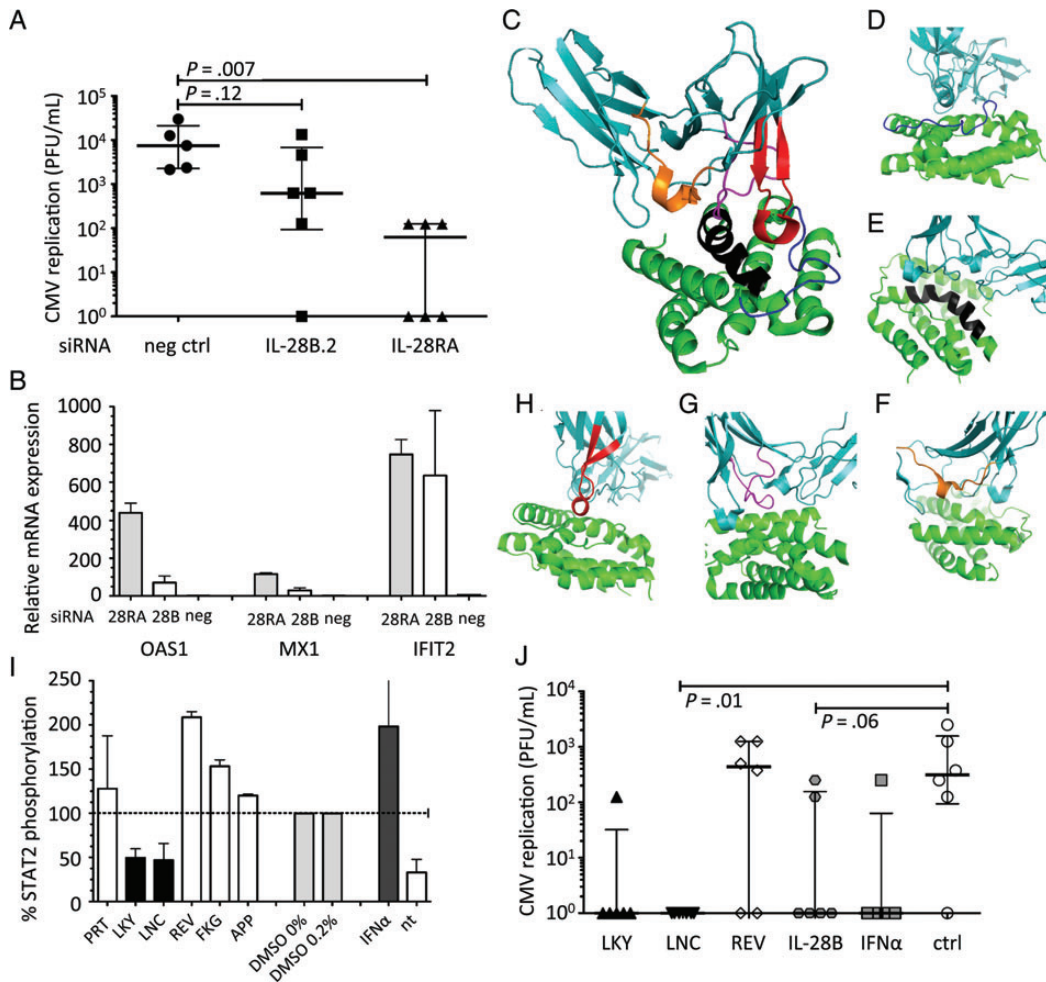 A
P = .007
P = .12
CMV replication (PFU/mL)
10^5
10^4
10^3
10^2
10^1
10^0
siRNA neg ctrl IL-28B.2 IL-28RA
B
Relative mRNA expression
1000
800
600
400
200
0
siRNA 28RA 28B neg 28RA 28B neg 28RA 28B neg
OAS1 MX1 IFIT2
C
D
E
H
G
F
I
% STAT2 phosphorylation
250
200
150
100
50
0
PRT LKY LNC REV FKG APP DMSO 0% DMSO 0.2% IFNα nt
J
P = .01
P = .06
CMV replication (PFU/mL)
10^4
10^3
10^2
10^1
10^0
LKY LNC REV IL-28B IFNα ctrl